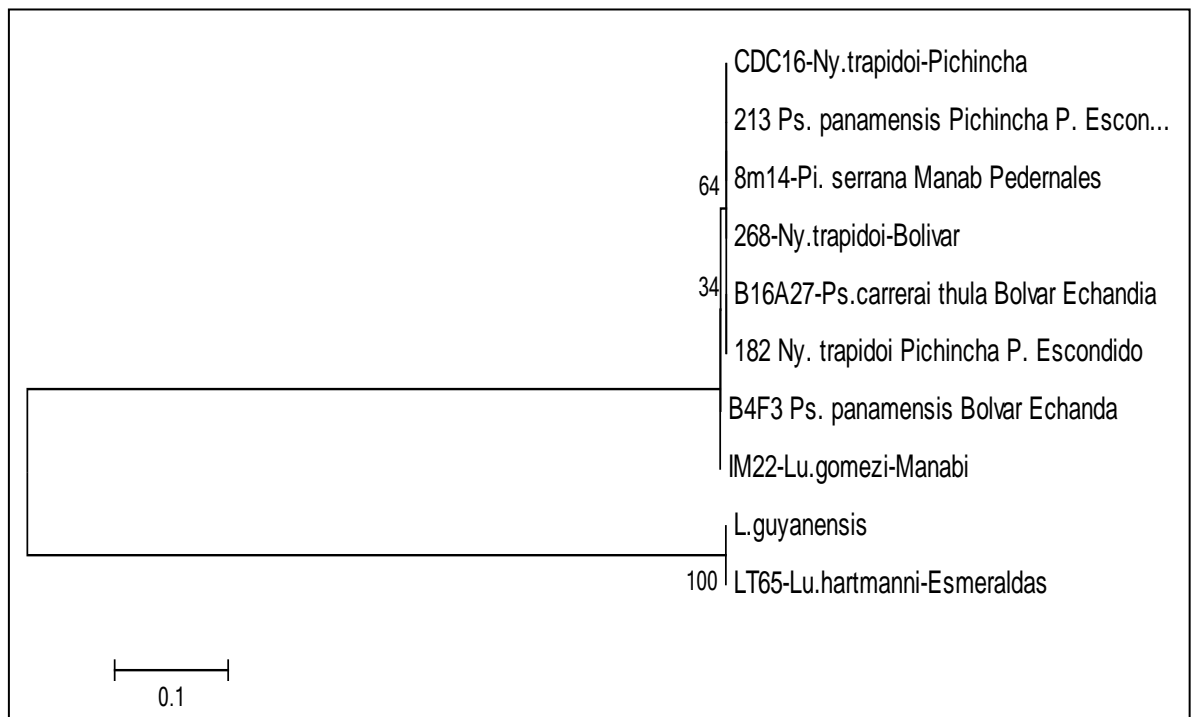 CDC16-Ny.trapidoi-Pichincha
213 Ps. panamensis Pichincha P. Escon...
8m14-Pi. serrana Manab Pedernales
64
268-Ny.trapidoi-Bolivar
34
B16A27-Ps.carrerai thula Bolvar Echandia
182 Ny. trapidoi Pichincha P. Escondido
B4F3 Ps. panamensis Bolvar Echanda
IM22-Lu.gomezi-Manabi
L.guyanensis
100
LT65-Lu.hartmanni-Esmeraldas
0.1